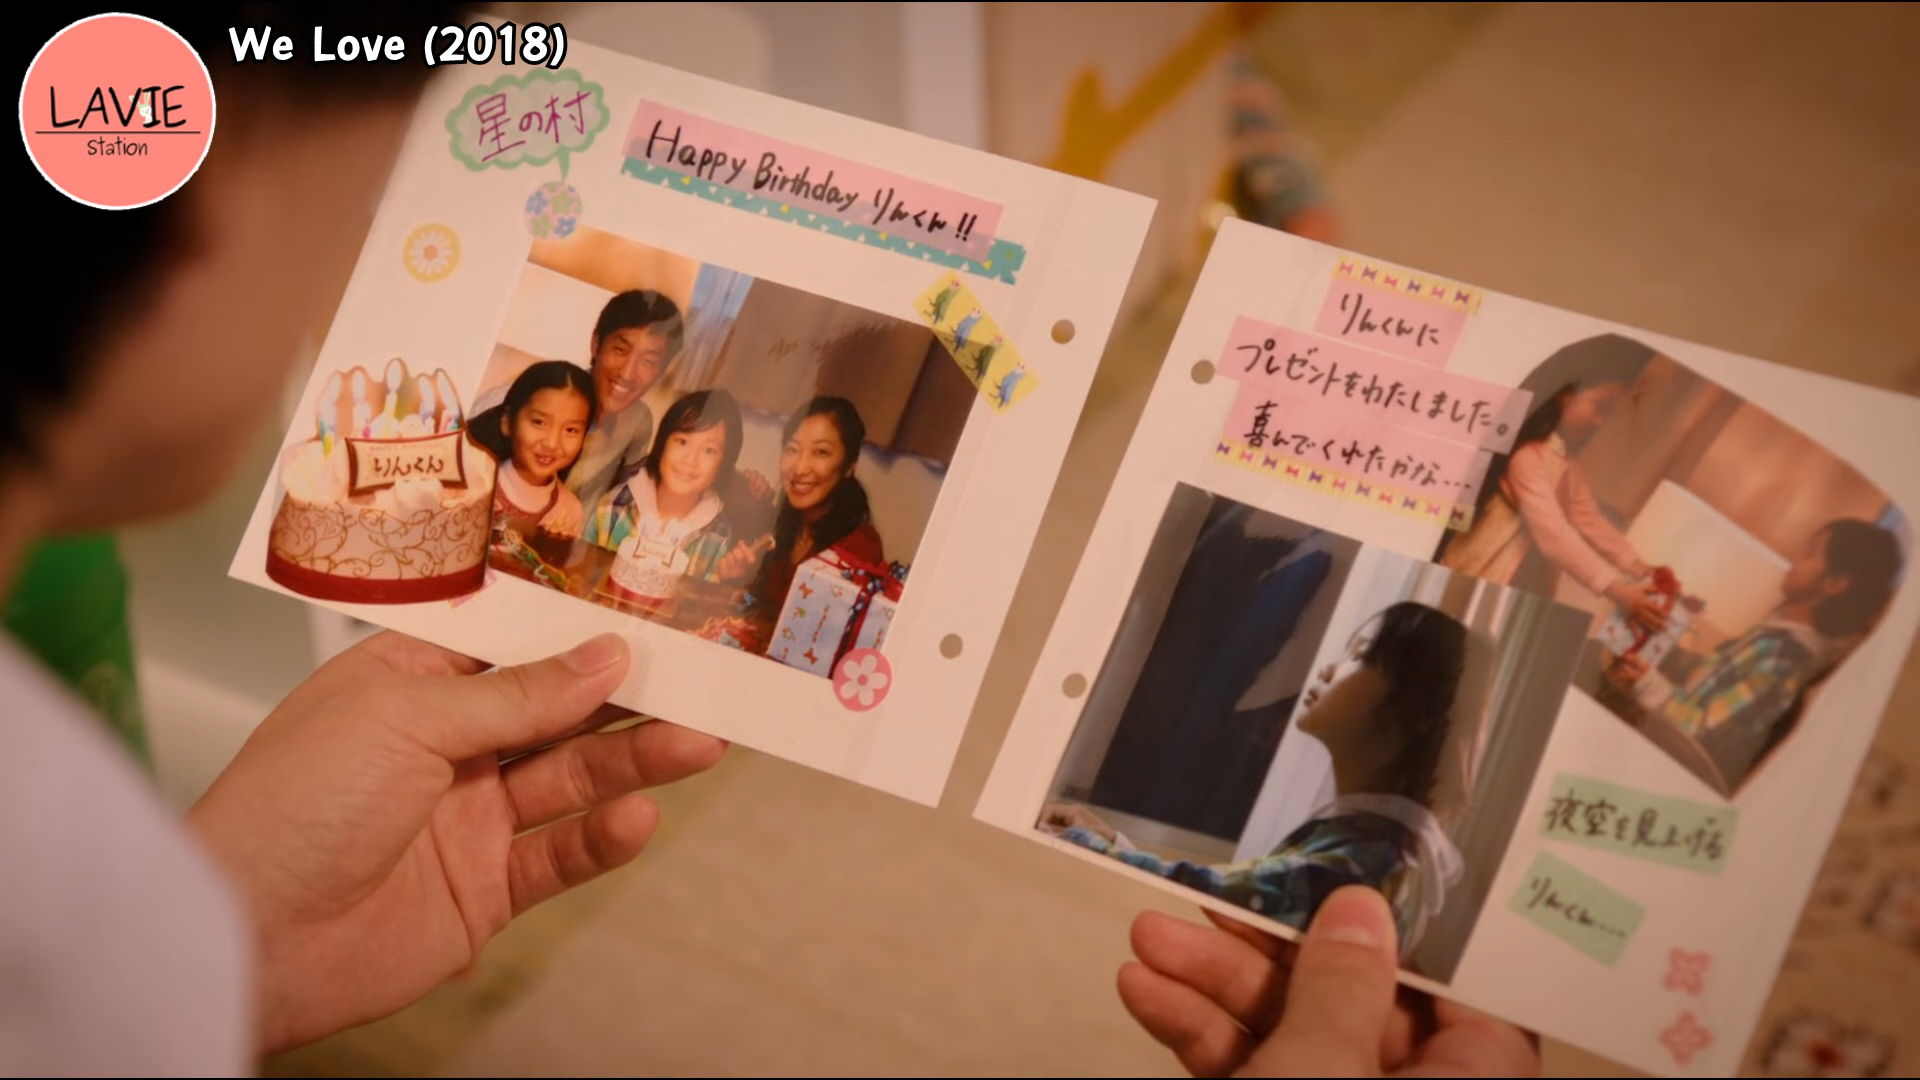 We Love (2018)
LAVIE
Station
星の村
Happy Birthday りんくん!!
りんくん
りんくんに
プレゼントをわたしました。
喜んでくれたかな...
夜空を見上げる
りんくん...